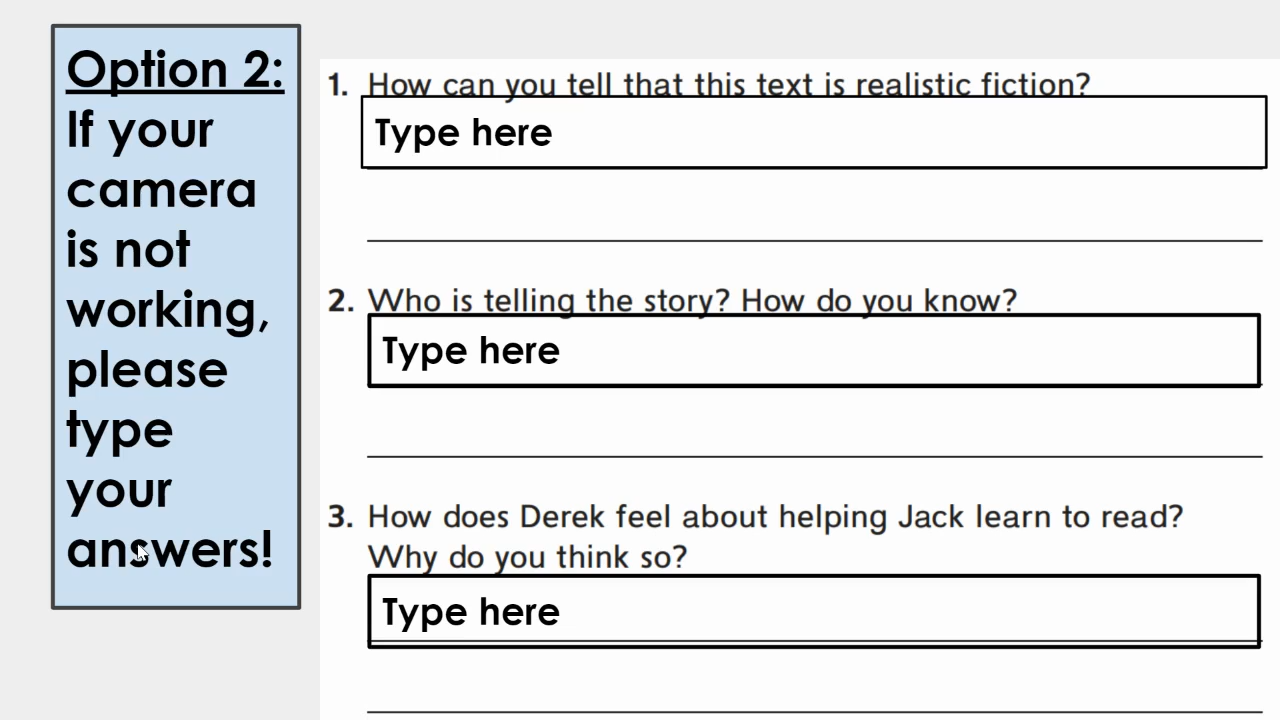 Option 2:
If your
camera
is not
working,
please
type
your
answers!
1. How can you tell that this text is realistic fiction?
Type here
2. Who is telling the story? How do you know?
Type here
3. How does Derek feel about helping Jack learn to read?
Why do you think so?
Type here